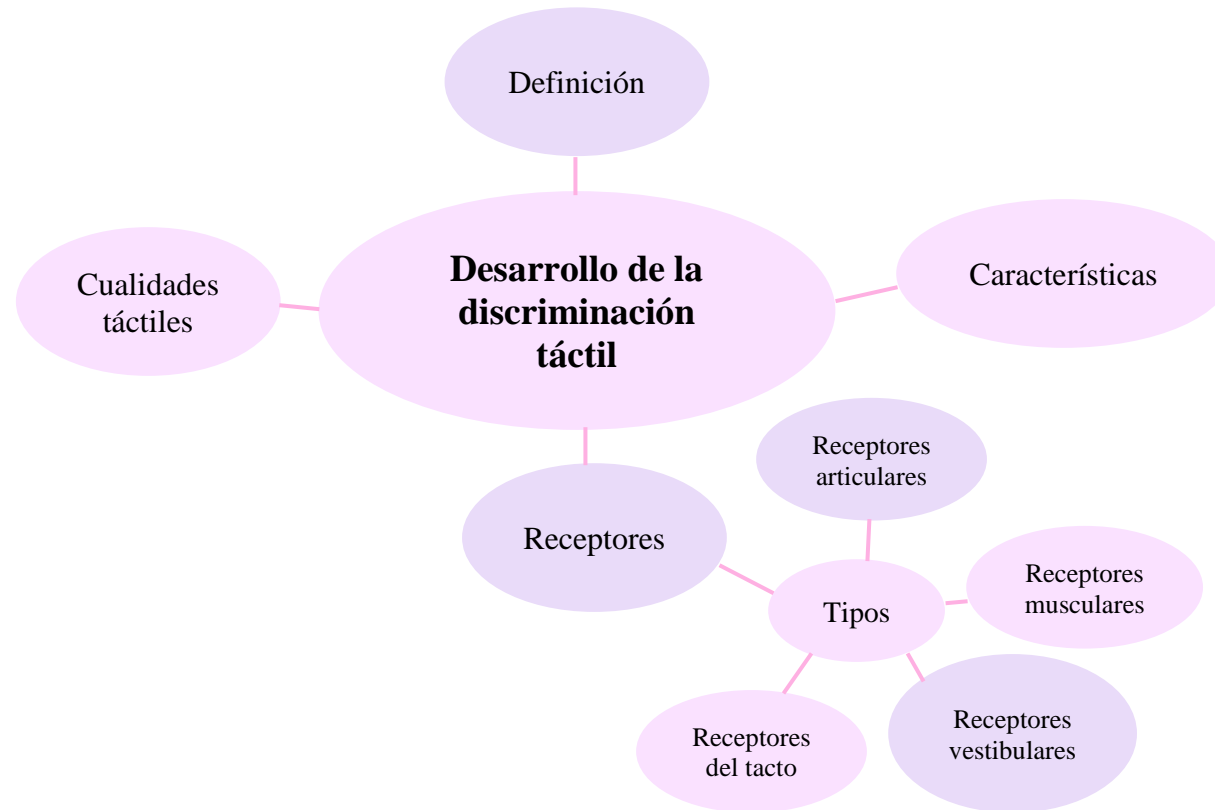 Definición
Desarrollo de la
discriminación
táctil
Cualidades
táctiles
Características
Receptores
Receptores
articulares
Receptores
musculares
Tipos
Receptores
vestibulares
Receptores
del tacto